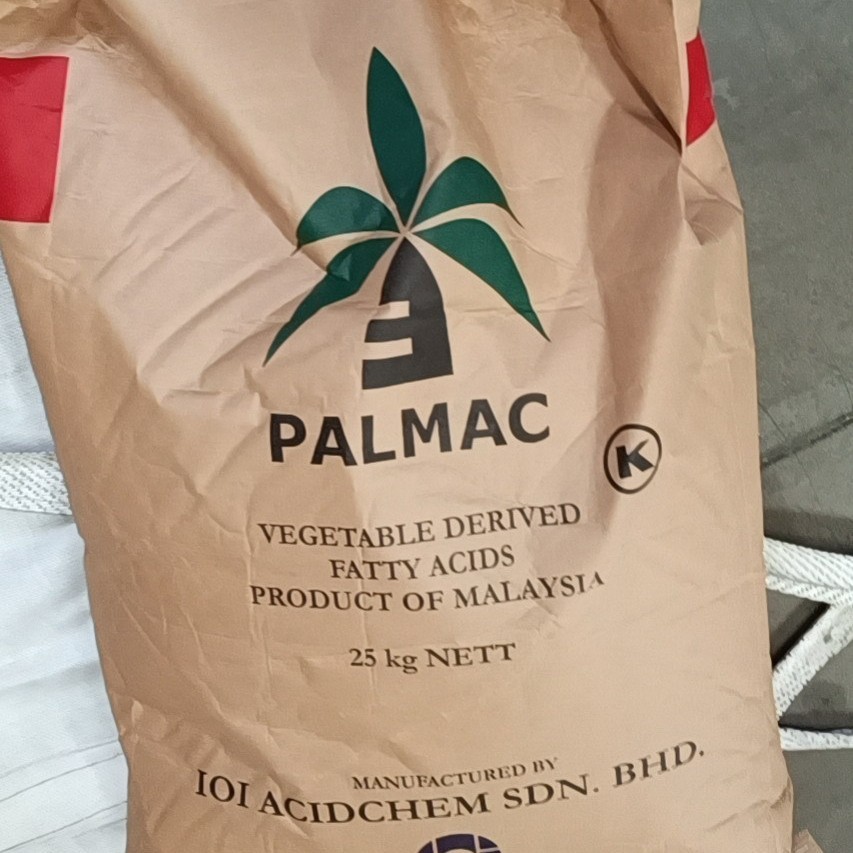 PALMAC
K
VEGETABLE DERIVED
FATTY ACIDS
PRODUCT OF MALAYSIA
25 kg NETT
MANUFACTURED BY
IOI ACIDCHEM SDN. BHD.